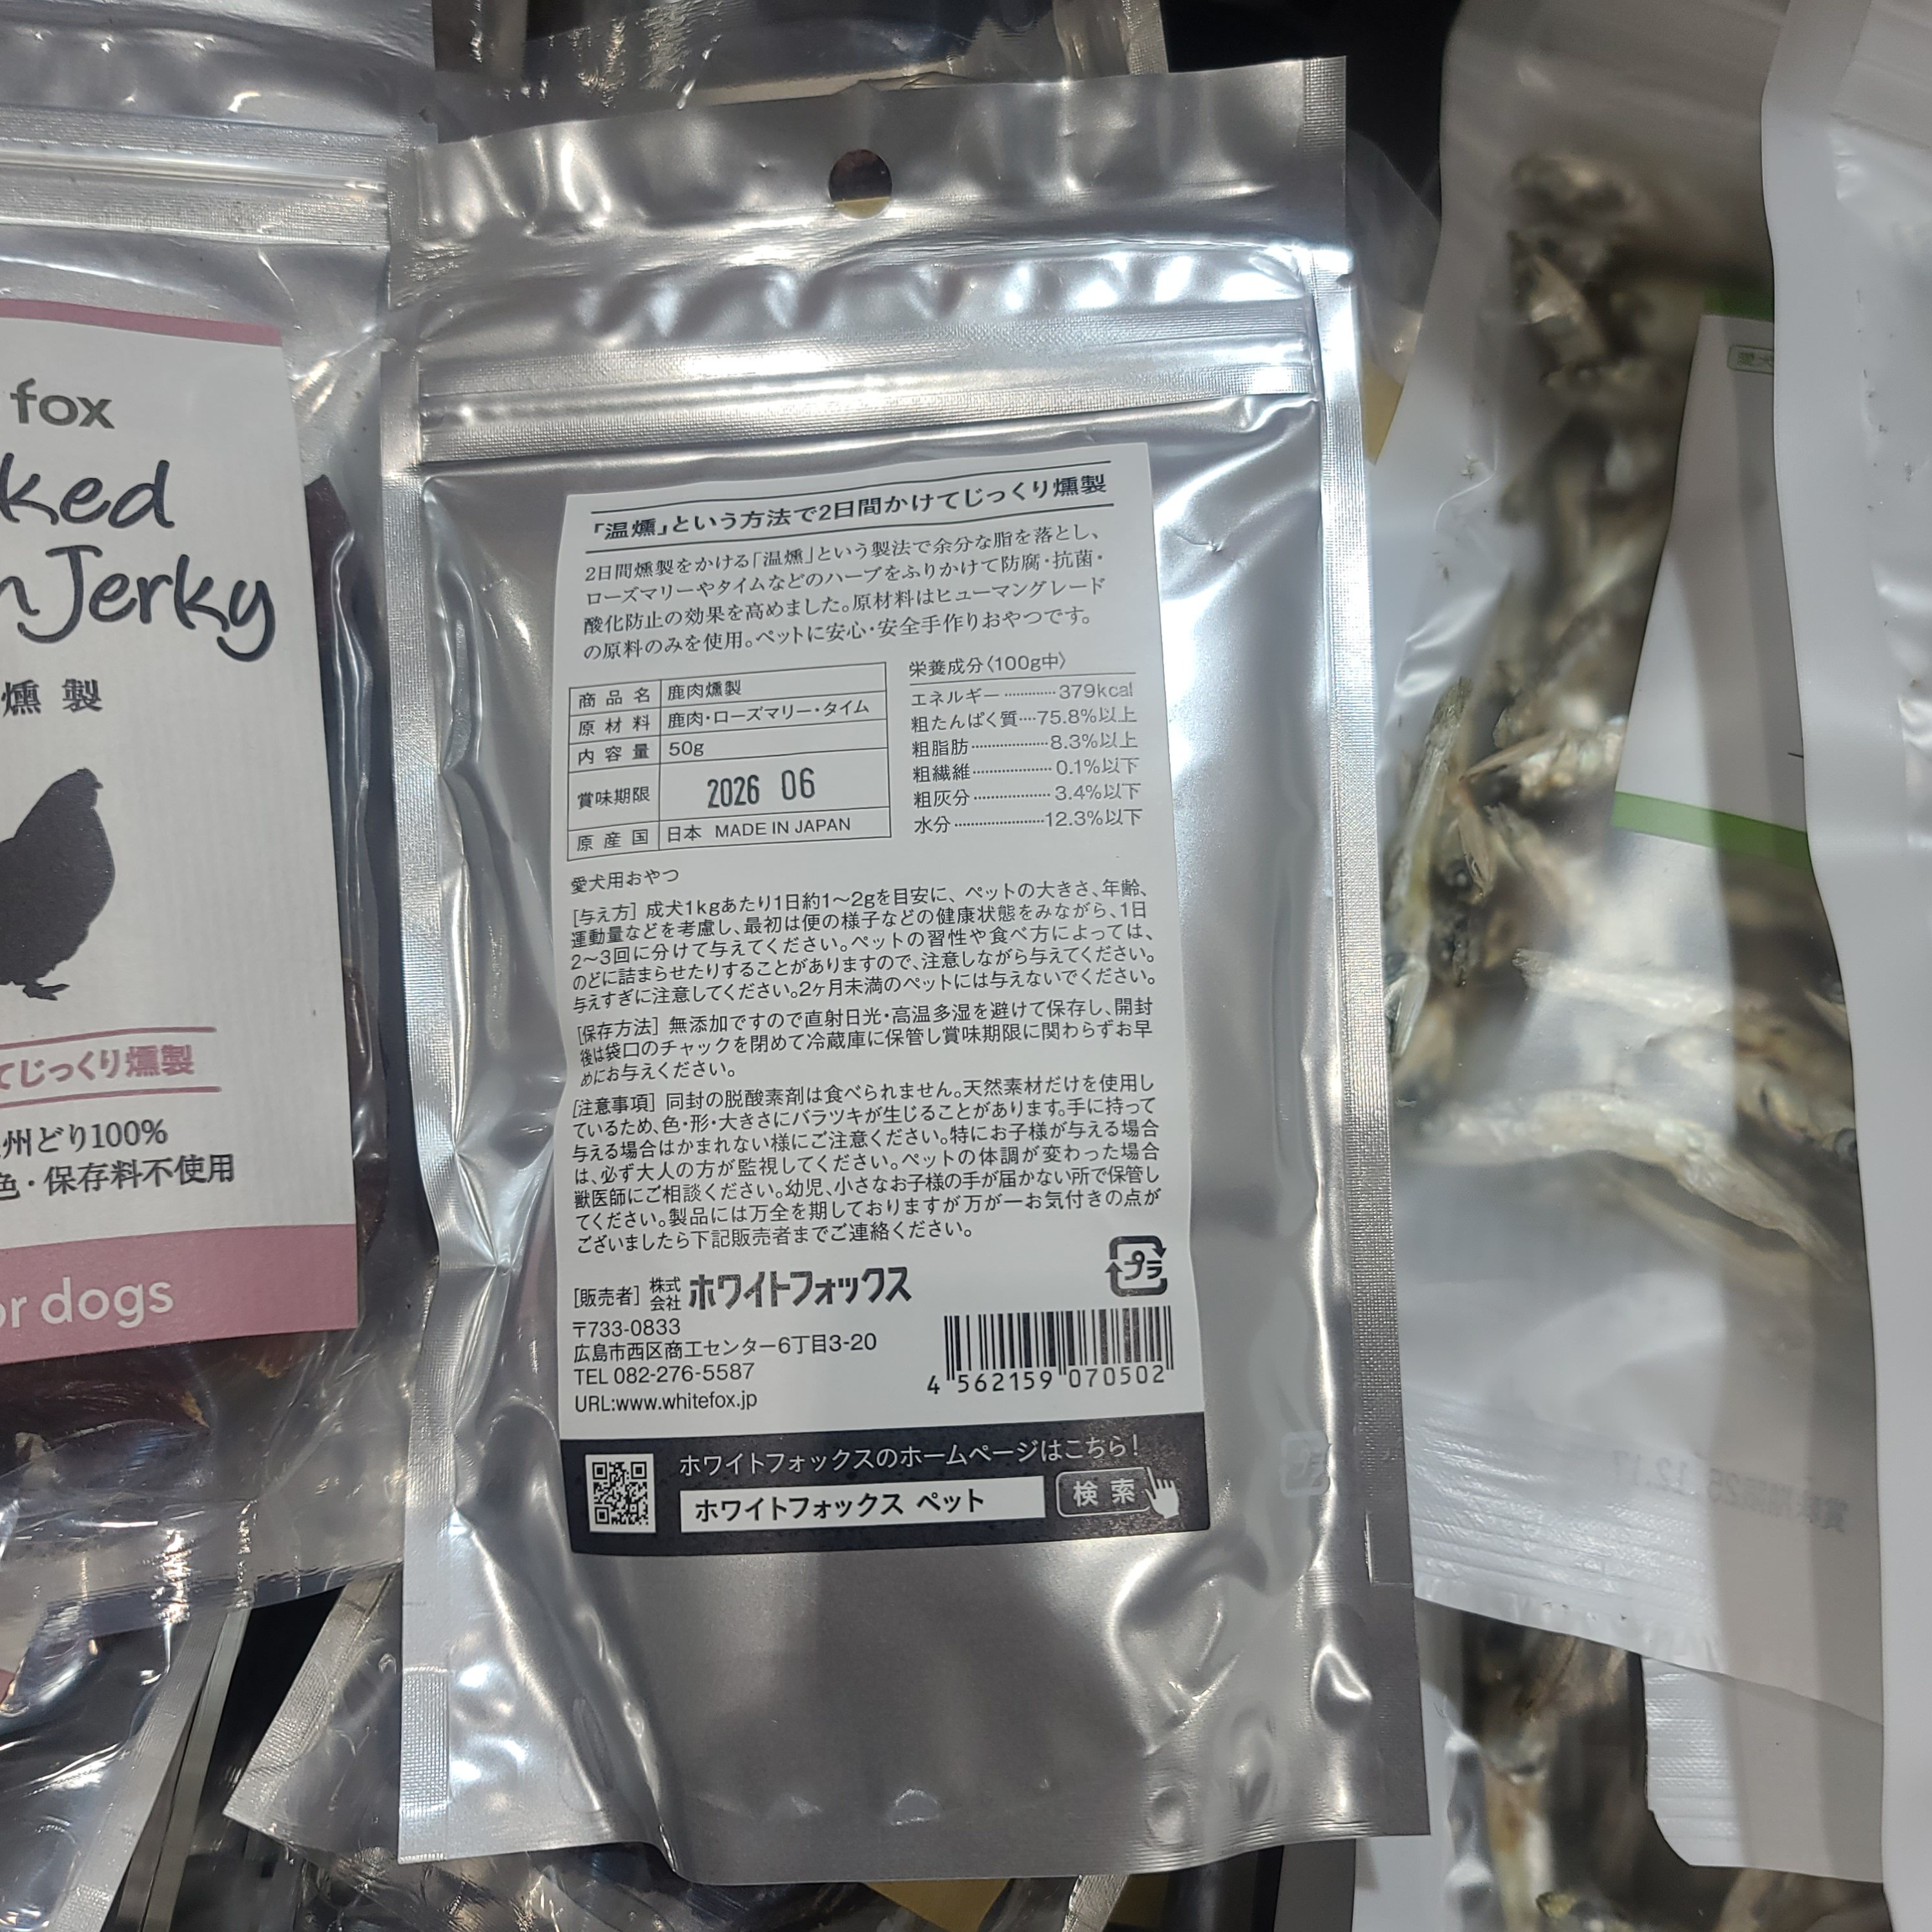 fox
ked
Jerky
燻製
てじっくり燻製
州どり100%
色・保存料不使用
or dogs
「温燻」という方法で2日間かけてじっくり燻製
2日間燻製をかける「温燻」という製法で余分な脂を落とし、
ローズマリーやタイムなどのハーブをふりかけて防腐・抗菌・
酸化防止の効果を高めました。原材料はヒューマングレード
の原料のみを使用。ペットに安心・安全手作りおやつです。
商品名 鹿肉燻製
原材料 鹿肉・ローズマリー・タイム
内容量 50g
賞味期限 2026 06
原産国 日本 MADE IN JAPAN
栄養成分〈100g中〉
エネルギー…………379kcal
粗たんぱく質….75.8%以上
粗脂肪………………8.3%以上
粗繊維………………0.1%以下
粗灰分………………3.4%以下
水分…………………12.3%以下
愛犬用おやつ
[与え方] 成犬1kgあたり1日約1～2gを目安に、ペットの大きさ、年齢、
運動量などを考慮し、最初は便の様子などの健康状態をみながら、1日
2～3回に分けて与えてください。ペットの習性や食べ方によっては、
のどに詰まらせたりすることがありますので、注意しながら与えてください。
与えすぎに注意してください。2ヶ月未満のペットには与えないでください。
[保存方法] 無添加ですので直射日光・高温多湿を避けて保存し、開封
後は袋口のチャックを閉めて冷蔵庫に保管し賞味期限に関わらずお早
めにお与えください。
[注意事項] 同封の脱酸素剤は食べられません。天然素材だけを使用し
ているため、色・形・大きさにバラツキが生じることがあります。手に持って
与える場合はかまれない様にご注意ください。特にお子様が与える場合
は、必ず大人の方が監視してください。ペットの体調が変わった場合
獣医師にご相談ください。幼児、小さなお子様の手が届かない所で保管し
てください。製品には万全を期しておりますが万が一お気付きの点が
ございましたら下記販売者までご連絡ください。
プラ
[販売者] 株式会社 ホワイトフォックス
〒733-0833
広島市西区商工センター6丁目3-20
TEL 082-276-5587
URL:www.whitefox.jp
4 562159 070502
ホワイトフォックスのホームページはこちら！
ホワイトフォックス ペット 検索